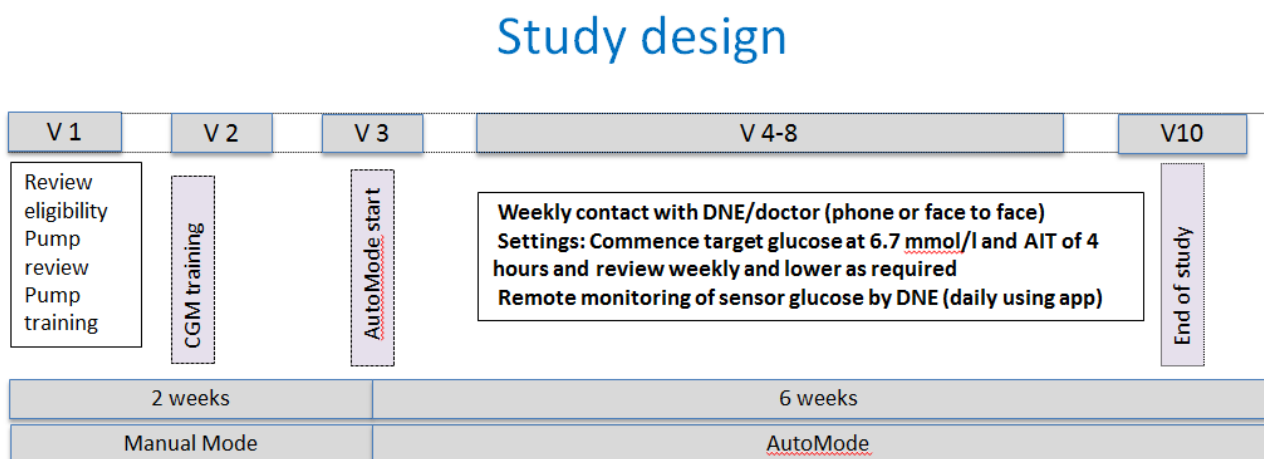 Study design
V 1
V 2
V 3
V 4-8
V10
Review
eligibility
Pump
review
Pump
training
CGM training
AutoMode start
Weekly contact with DNE/doctor (phone or face to face)
Settings: Commence target glucose at 6.7 mmol/l and AIT of 4
hours and review weekly and lower as required
Remote monitoring of sensor glucose by DNE (daily using app)
End of study
2 weeks
6 weeks
Manual Mode
AutoMode